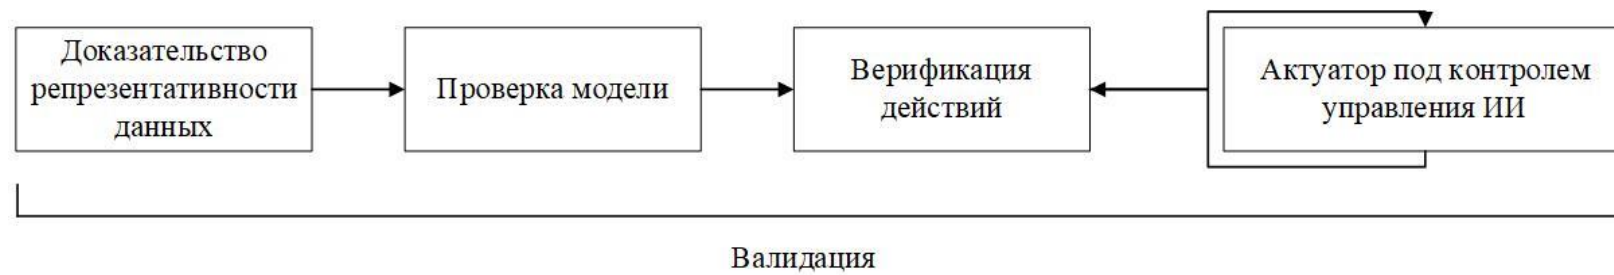 Доказательство
репрезентативности
данных
Проверка модели
Верификация
действий
Актуатор под контролем
управления ИИ
Валидация